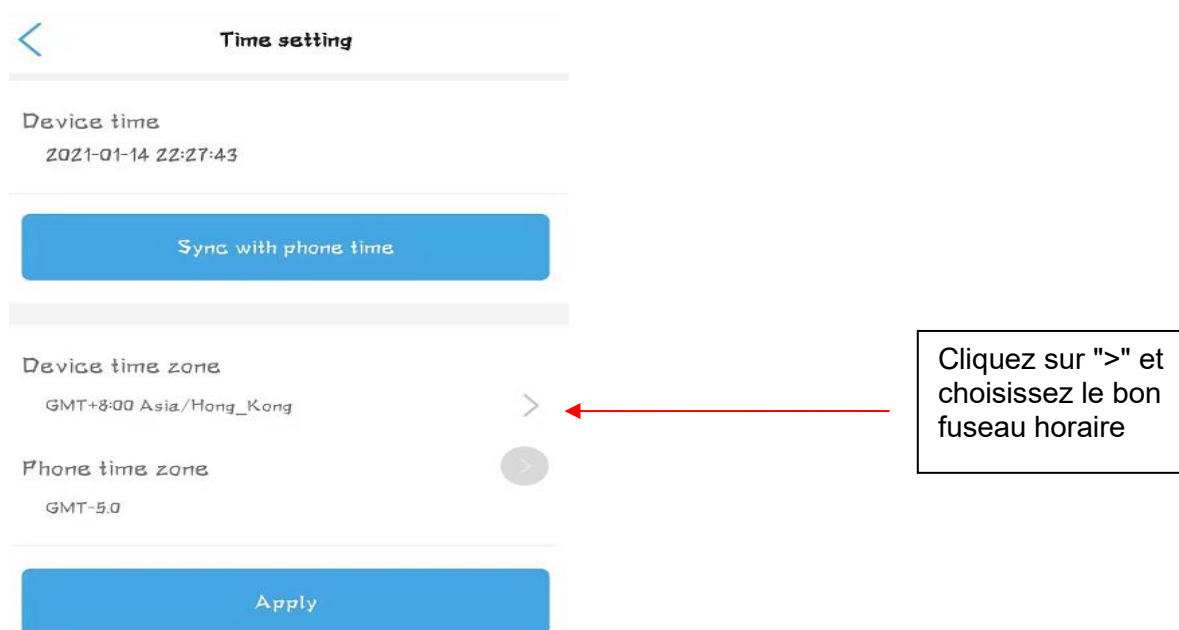 Time setting
Device time
2021-01-14 22:27:43
Sync with phone time
Device time zone
GMT+8:00 Asia/Hong_Kong
Cliquez sur ">" et
choisissez le bon
fuseau horaire
Phone time zone
GMT-5.0
Apply